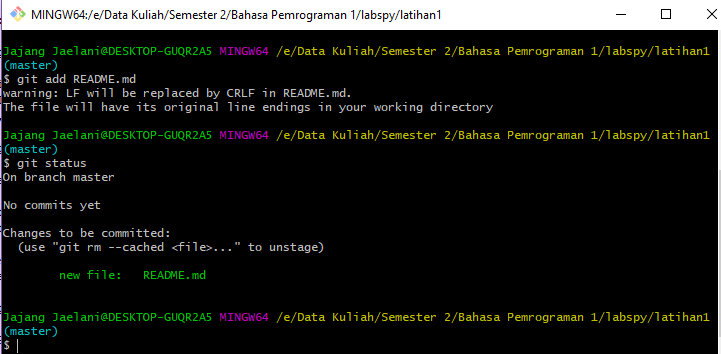 MINGW64:/e/Data Kuliah/Semester 2/Bahasa Pemrograman 1/labspy/latihan1
Jajang Jaelani@DESKTOP-GUQR2A5 MINGW64 /e/Data Kuliah/Semester 2/Bahasa Pemrograman 1/labspy/latihan1
(master)
$ git add README.md
warning: LF will be replaced by CRLF in README.md.
The file will have its original line endings in your working directory
Jajang Jaelani@DESKTOP-GUQR2A5 MINGW64 /e/Data Kuliah/Semester 2/Bahasa Pemrograman 1/labspy/latihan1
(master)
$ git status
On branch master
No commits yet
Changes to be committed:
(use "git rm --cached <file>..." to unstage)
new file:   README.md
Jajang Jaelani@DESKTOP-GUQR2A5 MINGW64 /e/Data Kuliah/Semester 2/Bahasa Pemrograman 1/labspy/latihan1
(master)
$